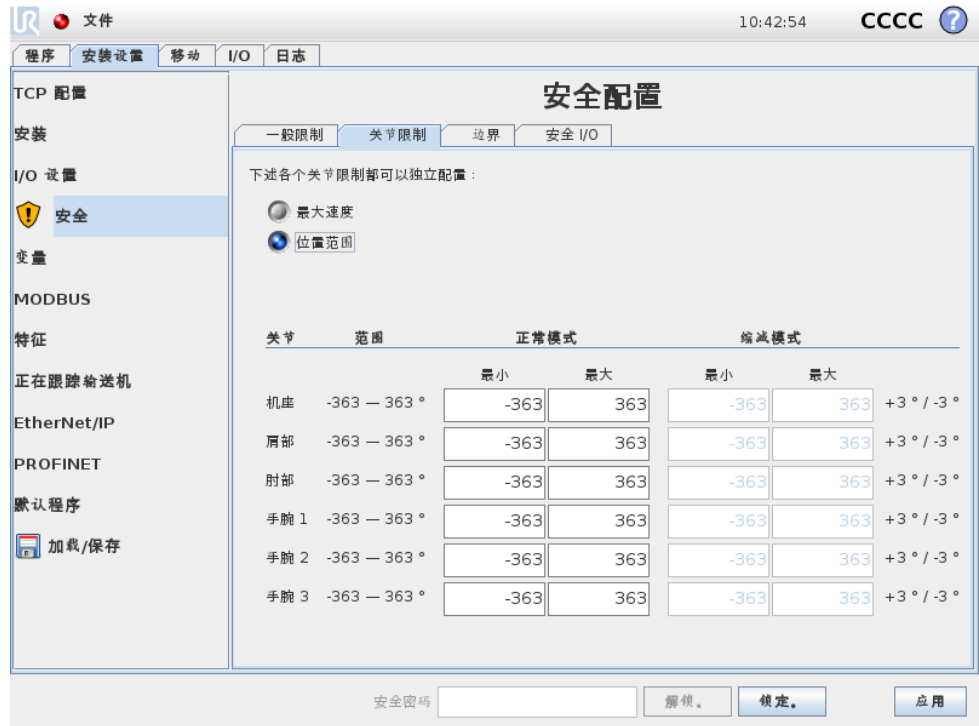 UR 文件 10:42:54 CCCC ?
程序 安装设置 移动 I/O 日志
TCP 配置
安装
I/O 设置
安全
变量
MODBUS
特征
正在跟踪输送机
EtherNet/IP
PROFINET
默认程序
加载/保存
安全配置
一般限制 关节限制 边界 安全 I/O
下述各个关节限制都可以独立配置:
最大速度
位置范围
关节 范围 正常模式 缩减模式
最小 最大 最小 最大
机座 -363 — 363 ° -363 363 -363 363 +3 ° / -3 °
肩部 -363 — 363 ° -363 363 -363 363 +3 ° / -3 °
肘部 -363 — 363 ° -363 363 -363 363 +3 ° / -3 °
手腕 1 -363 — 363 ° -363 363 -363 363 +3 ° / -3 °
手腕 2 -363 — 363 ° -363 363 -363 363 +3 ° / -3 °
手腕 3 -363 — 363 ° -363 363 -363 363 +3 ° / -3 °
安全密码 解锁。 锁定。 应用